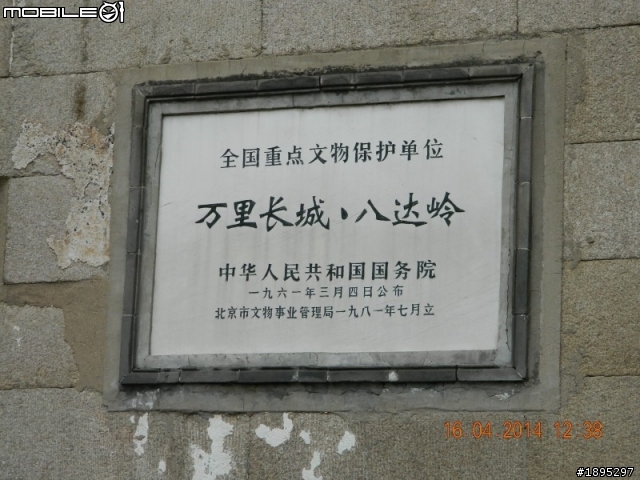 MOBILE01
全国重点文物保护单位
万里长城·八达岭
中华人民共和国国务院
一九六一年三月四日公布
北京市文物事业管理局一九八一年七月立
16 04 2014 12:38
#1895297